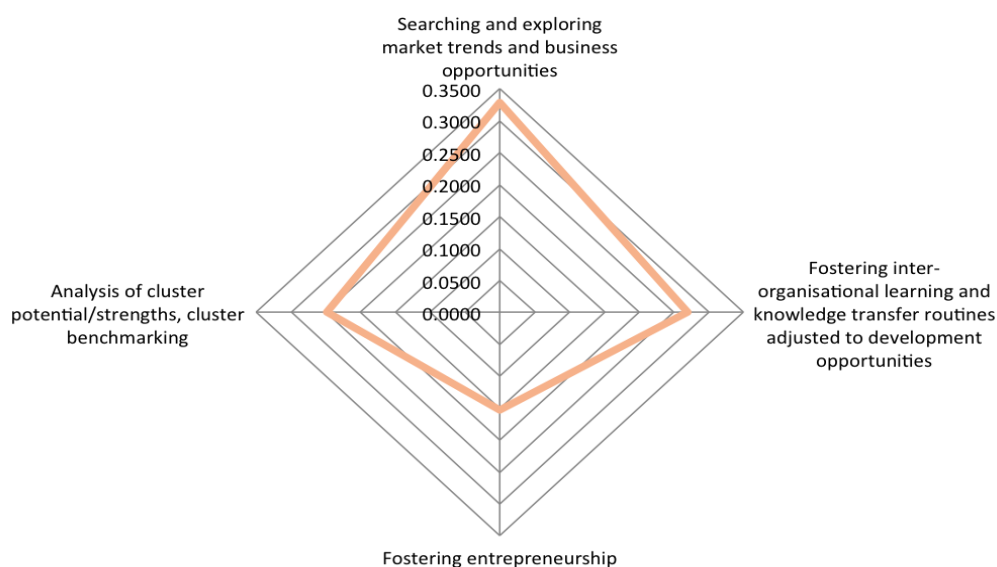 Searching and exploring
market trends and business
opportunities
0.3500
0.3000
0.2500
0.2000
0.1500
0.1000
0.0500
0.0000
Fostering inter-
organisational learning and
knowledge transfer routines
adjusted to development
opportunities
Analysis of cluster
potential/strengths, cluster
benchmarking
Fostering entrepreneurship